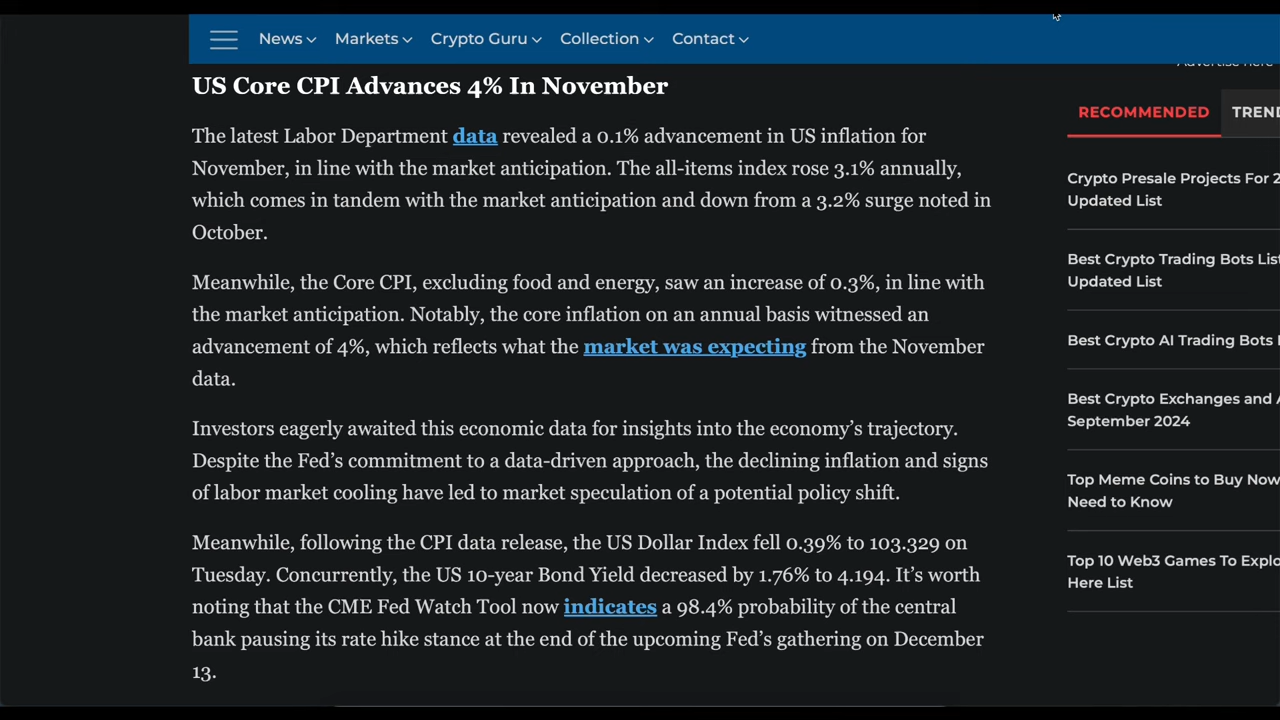 News
Markets
Crypto Guru
Collection
Contact
US Core CPI Advances 4% In November
The latest Labor Department data revealed a 0.1% advancement in US inflation for
November, in line with the market anticipation. The all-items index rose 3.1% annually,
which comes in tandem with the market anticipation and down from a 3.2% surge noted in
October.
Meanwhile, the Core CPI, excluding food and energy, saw an increase of 0.3%, in line with
the market anticipation. Notably, the core inflation on an annual basis witnessed an
advancement of 4%, which reflects what the market was expecting from the November
data.
Investors eagerly awaited this economic data for insights into the economy's trajectory.
Despite the Fed's commitment to a data-driven approach, the declining inflation and signs
of labor market cooling have led to market speculation of a potential policy shift.
Meanwhile, following the CPI data release, the US Dollar Index fell 0.39% to 103.329 on
Tuesday. Concurrently, the US 10-year Bond Yield decreased by 1.76% to 4.194. It's worth
noting that the CME Fed Watch Tool now indicates a 98.4% probability of the central
bank pausing its rate hike stance at the end of the upcoming Fed's gathering on December
13.
Advertise here
RECOMMENDED
TREND
Crypto Presale Projects For 2
Updated List
Best Crypto Trading Bots List
Updated List
Best Crypto AI Trading Bots
Best Crypto Exchanges and A
September 2024
Top Meme Coins to Buy Now
Need to Know
Top 10 Web3 Games To Explo
Here List